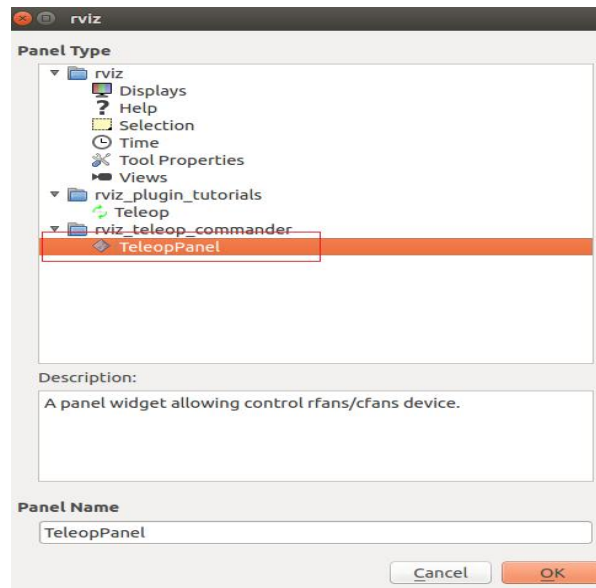 rviz
Panel Type
rviz
Displays
? Help
Selection
Time
Tool Properties
Views
rviz_plugin_tutorials
Teleop
rviz_teleop_commander
TeleopPanel
Description:
A panel widget allowing control rfans/cfans device.
Panel Name
TeleopPanel
Cancel
OK